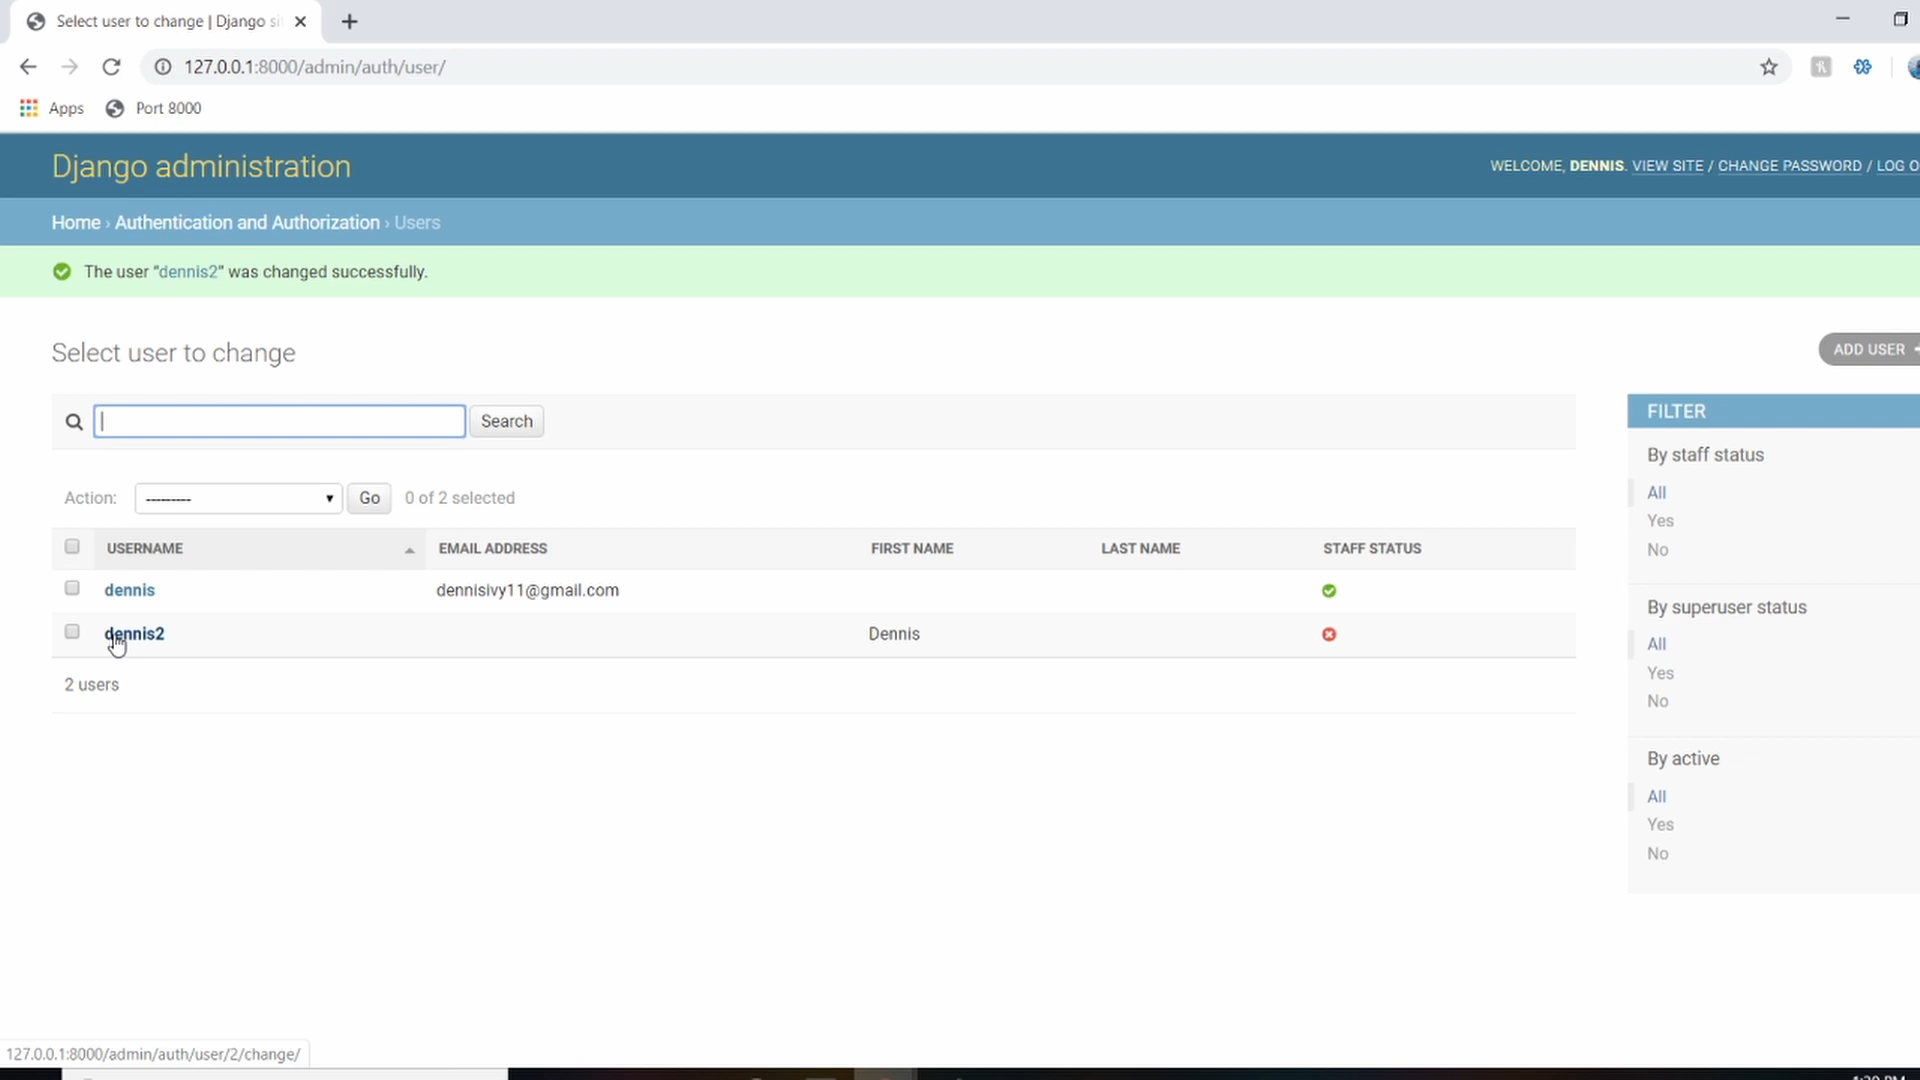 Select user to change | Django si
127.0.0.1:8000/admin/auth/user/
Apps Port 8000
Django administration
WELCOME, DENNIS. VIEW SITE / CHANGE PASSWORD / LOG O
Home › Authentication and Authorization › Users
The user "dennis2" was changed successfully.
Select user to change
ADD USER +
Search
Action: --------- Go 0 of 2 selected
USERNAME EMAIL ADDRESS FIRST NAME LAST NAME STAFF STATUS
dennis dennisivy11@gmail.com
dennis2 Dennis
2 users
FILTER
By staff status
All
Yes
No
By superuser status
All
Yes
No
By active
All
Yes
No
127.0.0.1:8000/admin/auth/user/2/change/